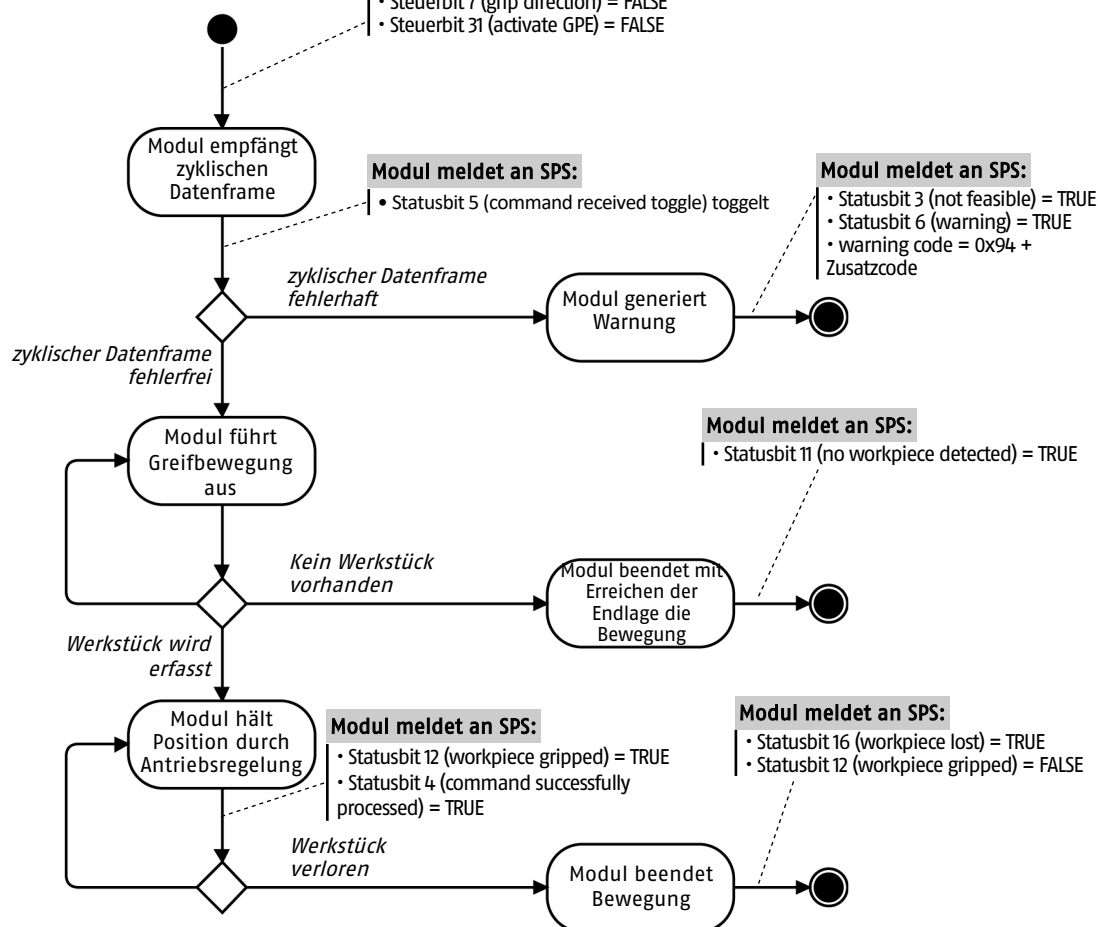 • Steuerbit 7 (grip direction) = FALSE
• Steuerbit 31 (activate GPE) = FALSE
Modul empfängt
zyklischen
Datenframe
Modul meldet an SPS:
• Statusbit 5 (command received toggle) toggelt
Modul meldet an SPS:
• Statusbit 3 (not feasible) = TRUE
• Statusbit 6 (warning) = TRUE
• warning code = 0x94 +
Zusatzcode
zyklischer Datenframe
fehlerhaft
Modul generiert
Warnung
zyklischer Datenframe
fehlerfrei
Modul führt
Greifbewegung
aus
Modul meldet an SPS:
• Statusbit 11 (no workpiece detected) = TRUE
Kein Werkstück
vorhanden
Modul beendet mit
Erreichen der
Endlage die
Bewegung
Werkstück wird
erfasst
Modul hält
Position durch
Antriebsregelung
Modul meldet an SPS:
• Statusbit 12 (workpiece gripped) = TRUE
• Statusbit 4 (command successfully
processed) = TRUE
Modul meldet an SPS:
• Statusbit 16 (workpiece lost) = TRUE
• Statusbit 12 (workpiece gripped) = FALSE
Werkstück
verloren
Modul beendet
Bewegung